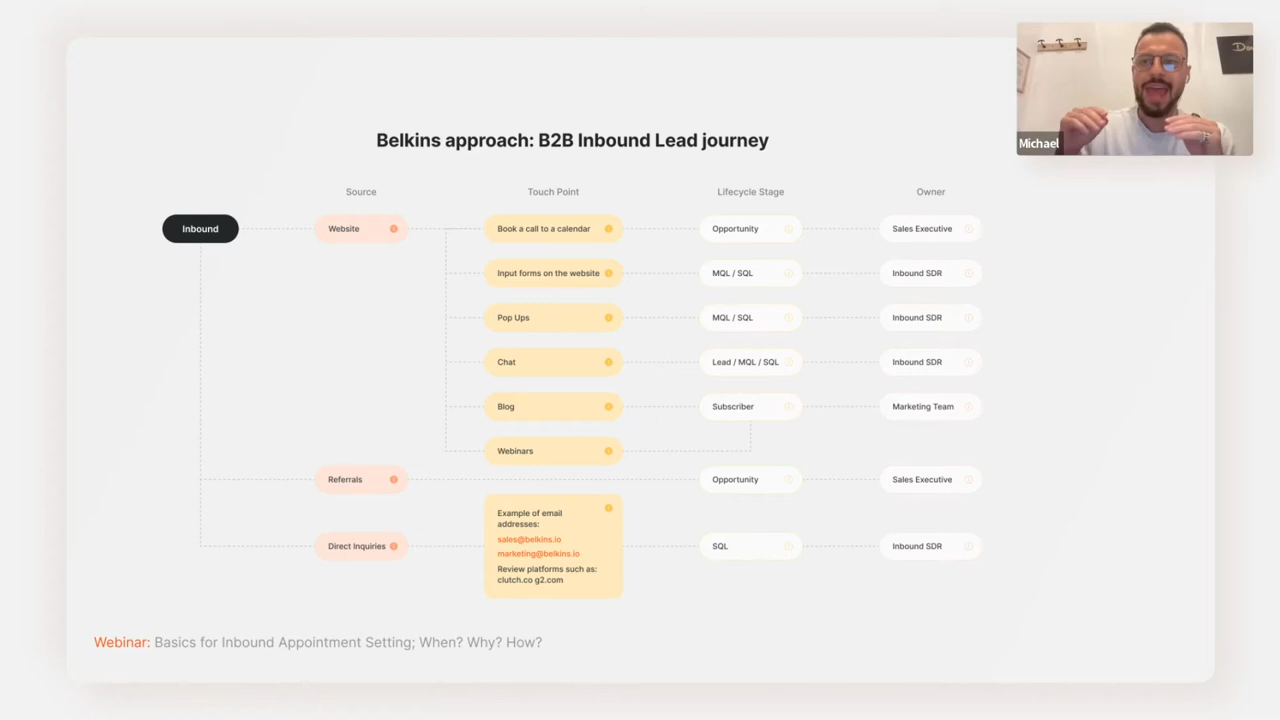 Belkins approach: B2B Inbound Lead journey
Source
Touch Point
Lifecycle Stage
Owner
Inbound
Website
Book a call to a calendar
Opportunity
Sales Executive
Input forms on the website
MQL / SQL
Inbound SDR
Pop Ups
MQL / SQL
Inbound SDR
Chat
Lead / MQL / SQL
Inbound SDR
Blog
Subscriber
Marketing Team
Webinars
Referrals
Opportunity
Sales Executive
Direct Inquiries
Example of email
addresses:
sales@belkins.io
marketing@belkins.io
Review platforms such as:
clutch.co g2.com
SQL
Inbound SDR
Webinar: Basics for Inbound Appointment Setting; When? Why? How?
Michael